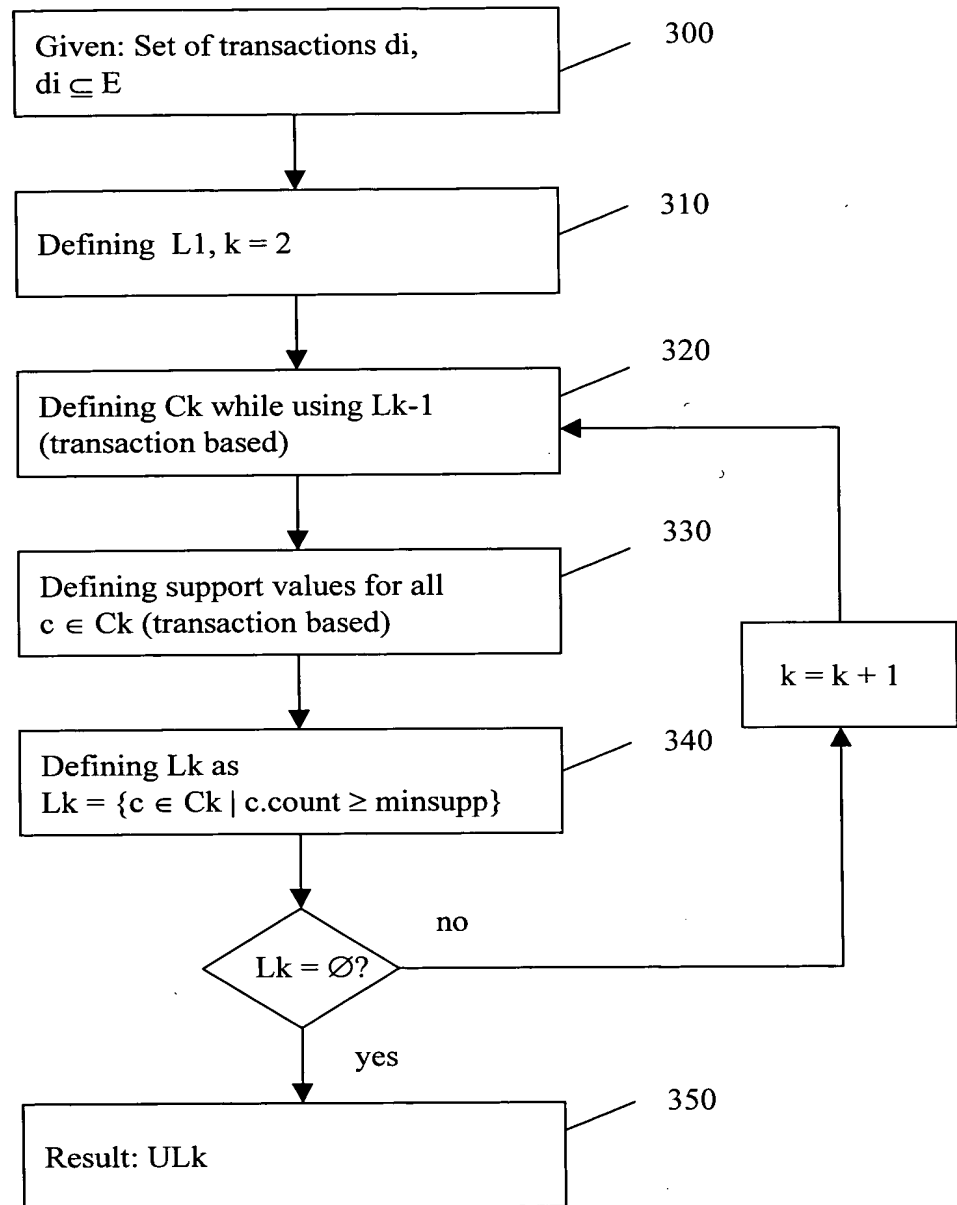 Given: Set of transactions di,
di ⊆ E
300
Defining L1, k = 2
310
320
Defining Ck while using Lk-1
(transaction based)
330
Defining support values for all
c ∈ Ck (transaction based)
k = k + 1
340
Defining Lk as
Lk = {c ∈ Ck | c.count ≥ minsupp}
no
Lk = ∅?
yes
350
Result: ULk